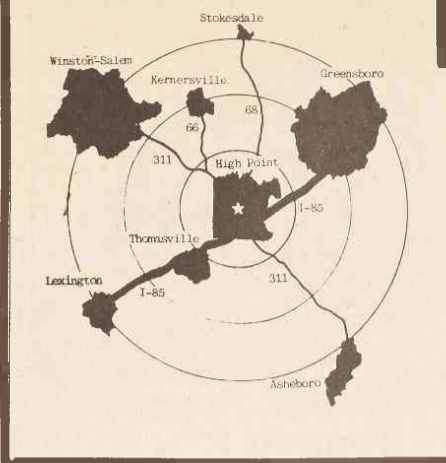 Stokesdale
Winston-Salem
Greensboro
Kernersville
68
66
311
High Point
I-85
Thomasville
Lexington
311
I-85
Asheboro